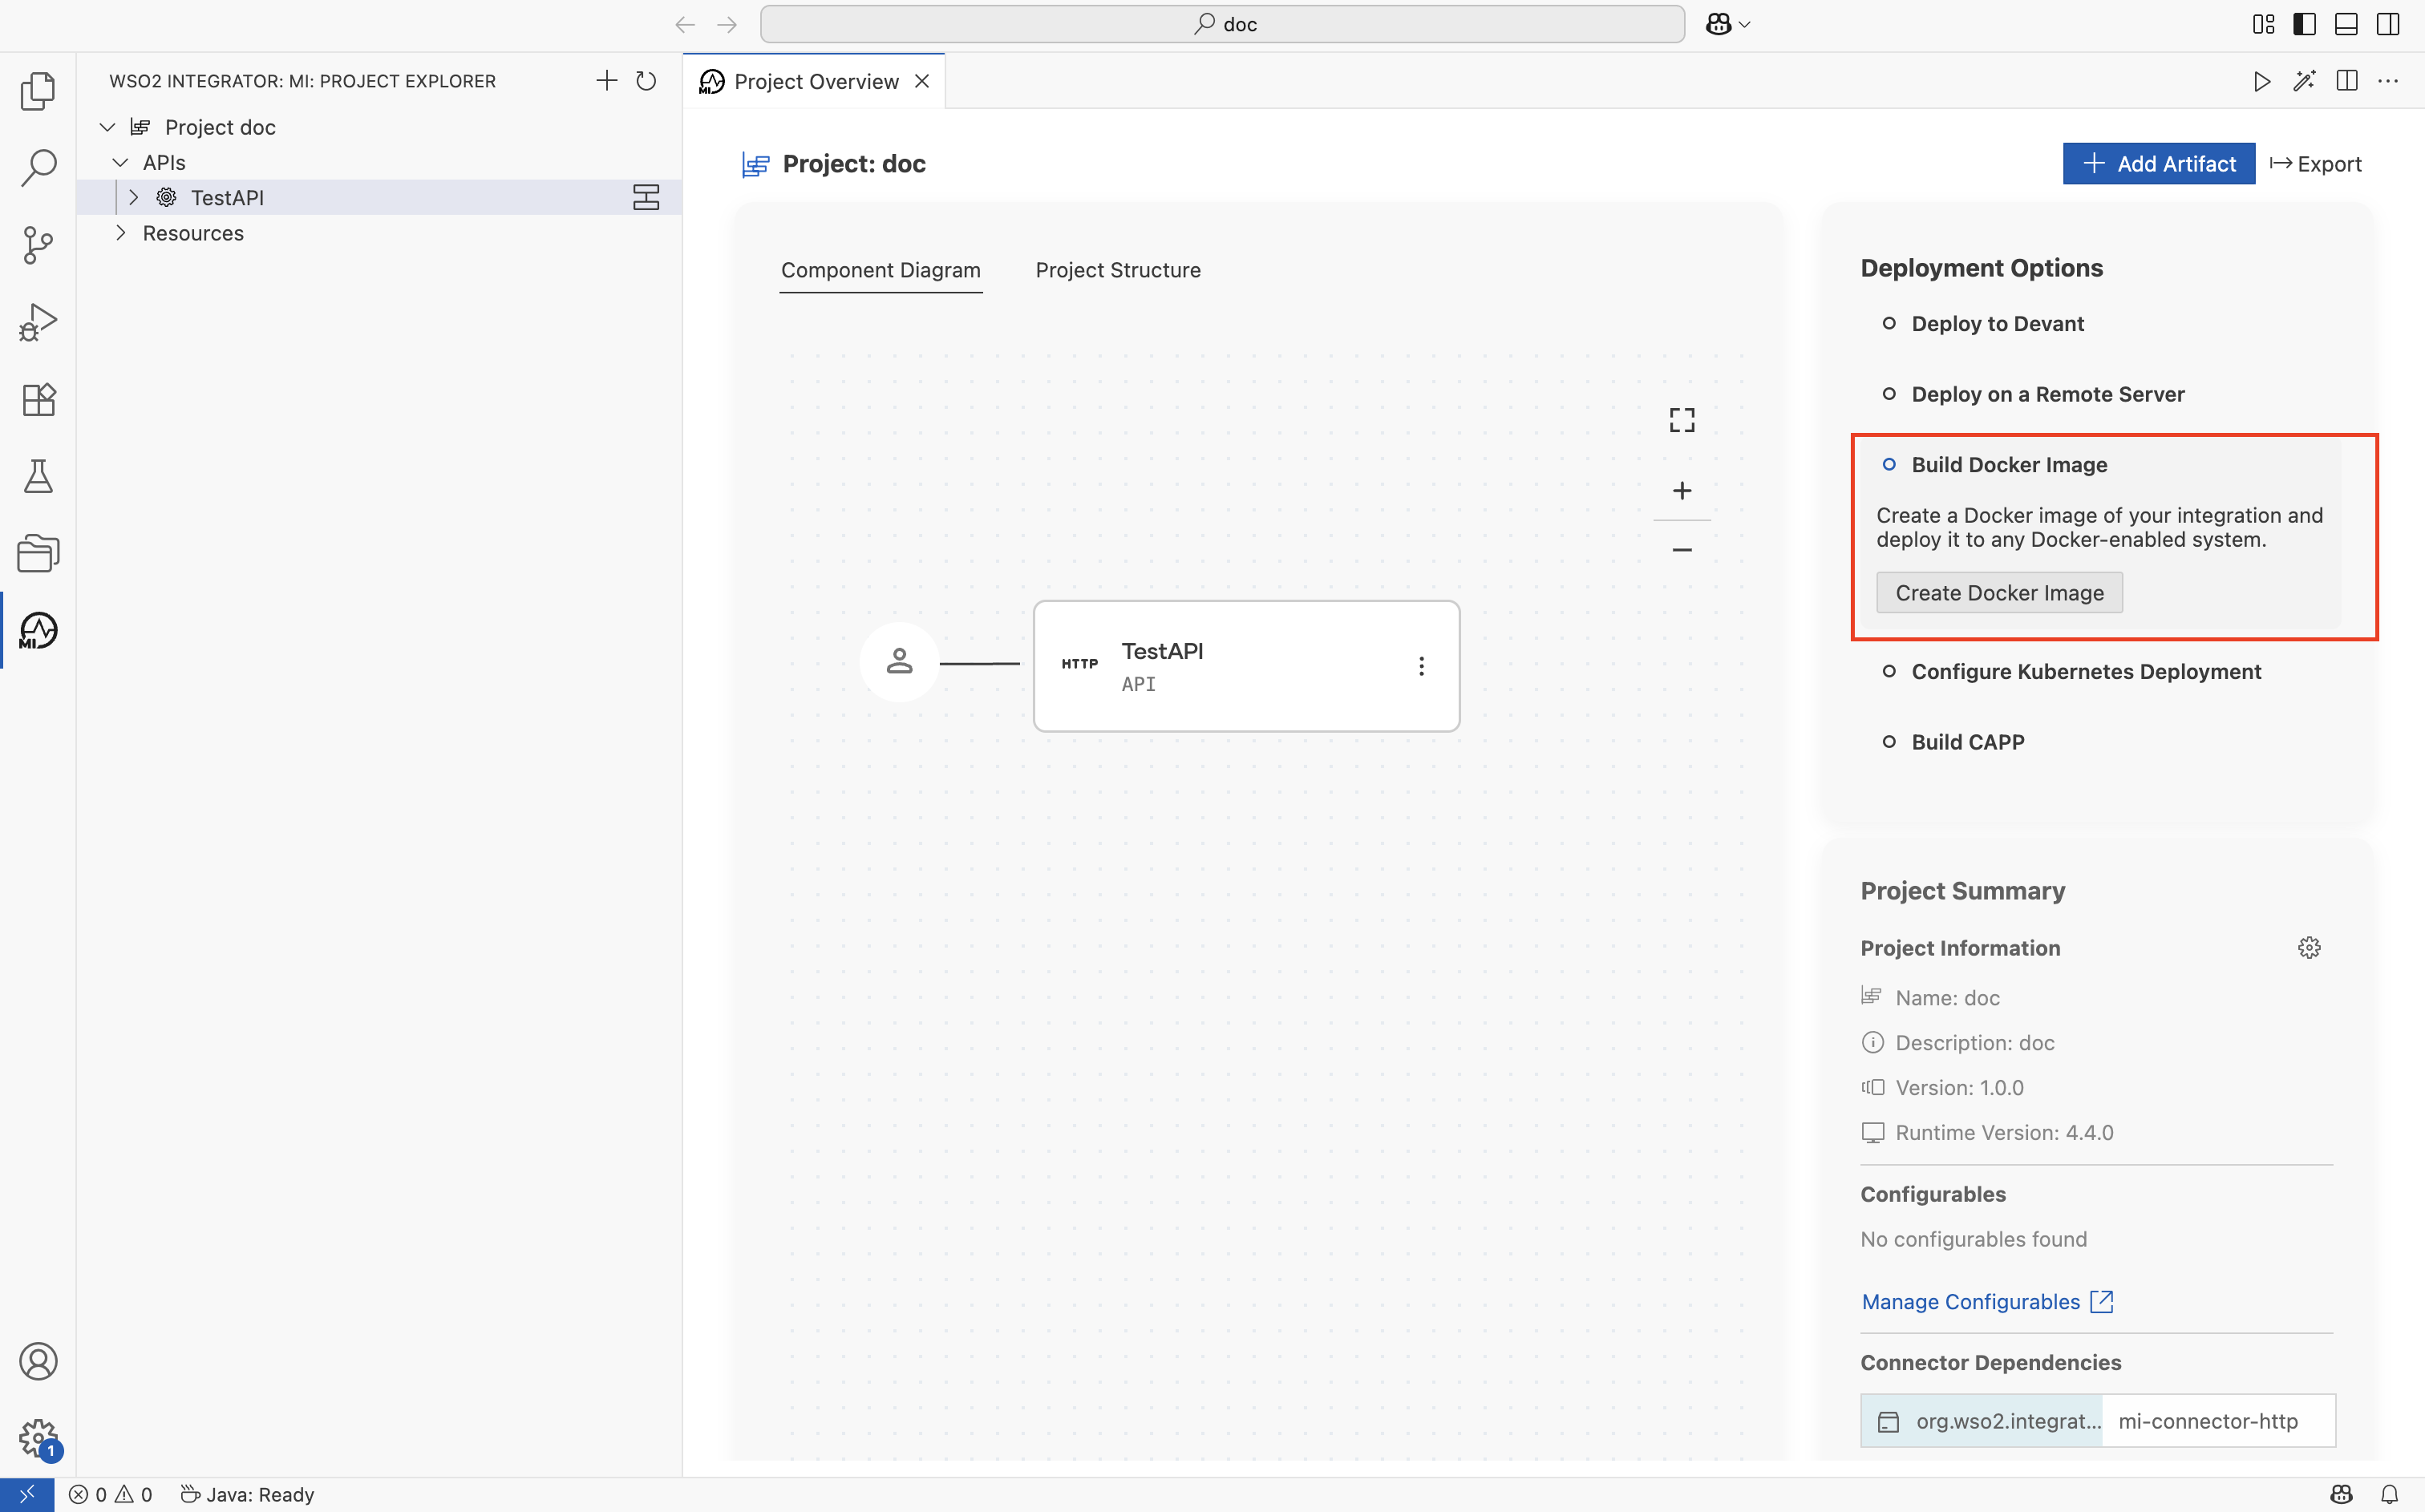 doc
WSO2 INTEGRATOR: MI: PROJECT EXPLORER
Project doc
APIs
TestAPI
Resources
MI
Project Overview
Project: doc
Add Artifact
Export
Component Diagram
Project Structure
HTTP
TestAPI
API
Deployment Options
Deploy to Devant
Deploy on a Remote Server
Build Docker Image
Create a Docker image of your integration and
deploy it to any Docker-enabled system.
Create Docker Image
Configure Kubernetes Deployment
Build CAPP
Project Summary
Project Information
Name: doc
Description: doc
Version: 1.0.0
Runtime Version: 4.4.0
Configurables
No configurables found
Manage Configurables
Connector Dependencies
org.wso2.integrat... mi-connector-http
MI
1
0 0 Java: Ready